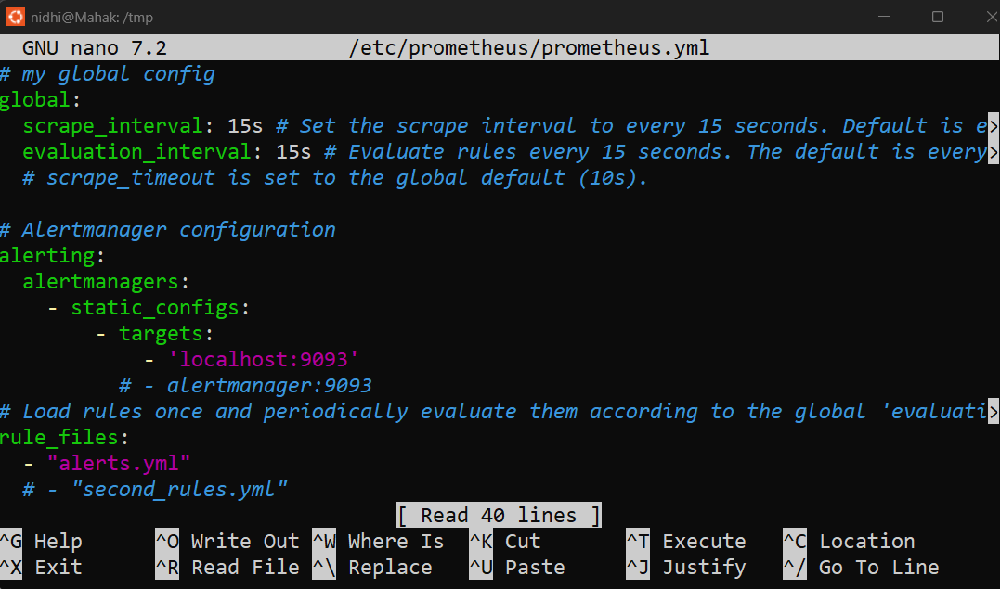 nidhi@Mahak: /tmp
GNU nano 7.2 /etc/prometheus/prometheus.yml
# my global config
global:
  scrape_interval: 15s # Set the scrape interval to every 15 seconds. Default is e>
  evaluation_interval: 15s # Evaluate rules every 15 seconds. The default is every>
  # scrape_timeout is set to the global default (10s).

# Alertmanager configuration
alerting:
  alertmanagers:
    - static_configs:
        - targets:
            - 'localhost:9093'
          # - alertmanager:9093
# Load rules once and periodically evaluate them according to the global 'evaluati>
rule_files:
  - "alerts.yml"
  # - "second_rules.yml"
[ Read 40 lines ]
^G Help ^O Write Out ^W Where Is ^K Cut ^T Execute ^C Location
^X Exit ^R Read File ^\ Replace ^U Paste ^J Justify ^/ Go To Line